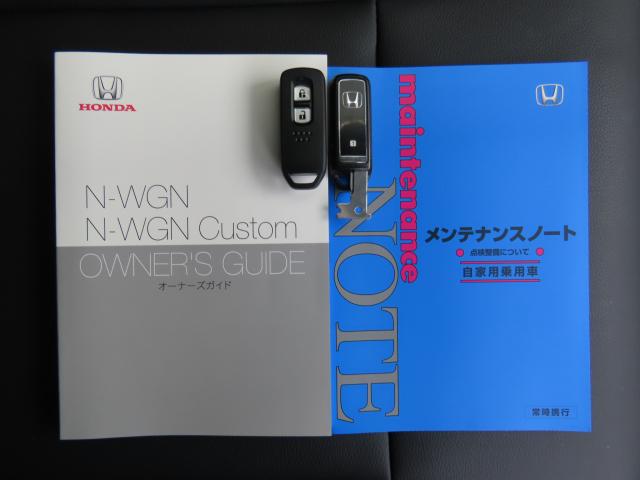 HONDA
N-WGN
N-WGN Custom
OWNER'S GUIDE
オーナーズガイド
maintenance
NOTE
メンテナンスノート
点検整備について
自家用乗用車
常時携行